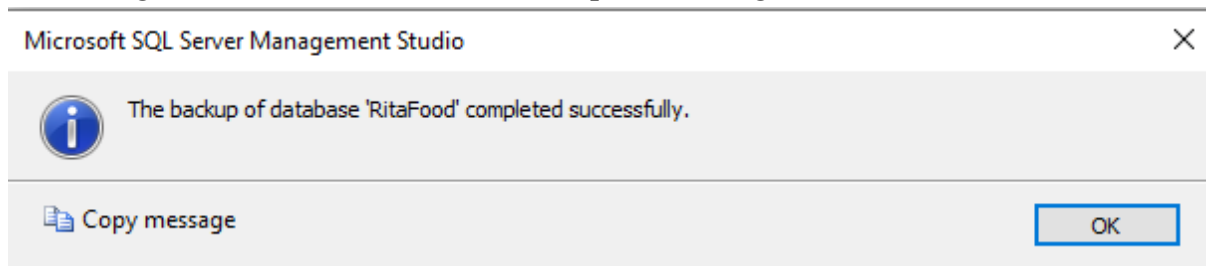 Microsoft SQL Server Management Studio
The backup of database 'RitaFood' completed successfully.
Copy message
OK